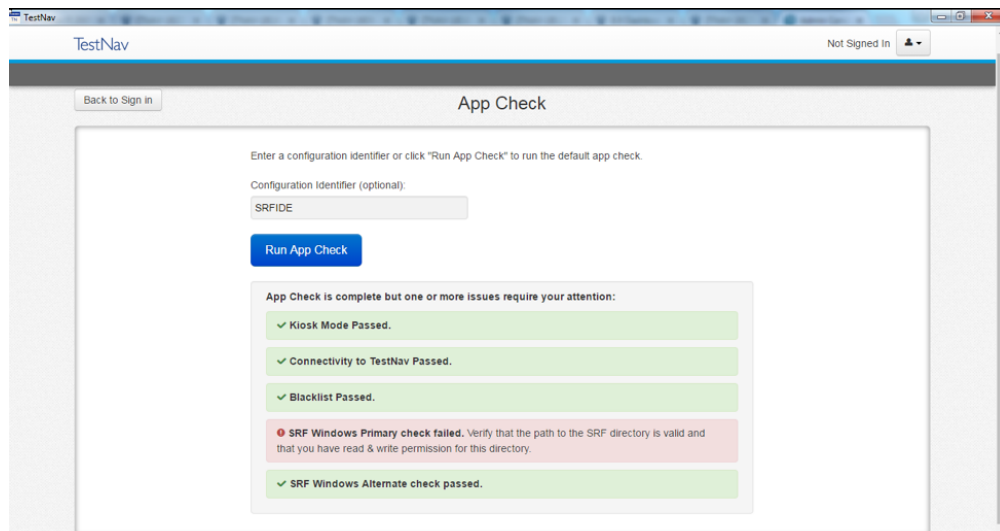 TestNav
TestNav
Not Signed In
Back to Sign in
App Check
Enter a configuration identifier or click "Run App Check" to run the default app check.
Configuration Identifier (optional):
SRFIDE
Run App Check
App Check is complete but one or more issues require your attention:
Kiosk Mode Passed.
Connectivity to TestNav Passed.
Blacklist Passed.
SRF Windows Primary check failed. Verify that the path to the SRF directory is valid and
that you have read & write permission for this directory.
SRF Windows Alternate check passed.